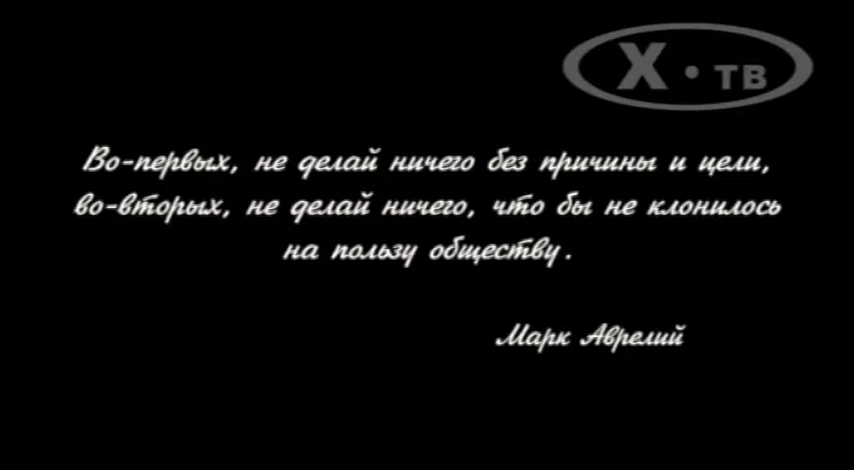 Х • ТВ
Во-первых, не делай ничего без причины и цели,
во-вторых, не делай ничего, что бы не клонилось
на пользу обществу.
Марк Аврелий